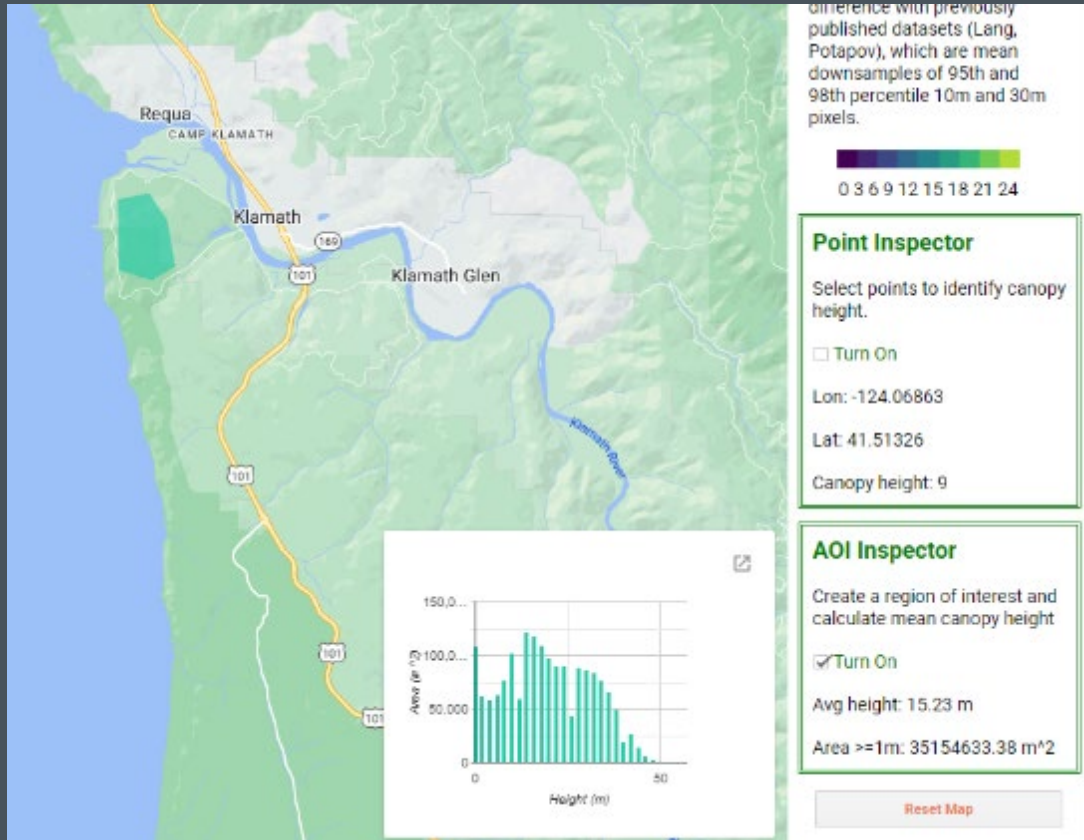 difference with previously
published datasets (Lang,
Potapov), which are mean
downsamples of 95th and
98th percentile 10m and 30m
pixels.
0 3 6 9 12 15 18 21 24
Requa
CAMP KLAMATH
Klamath
169
101
Klamath Glen
Klamath River
101
101
101
Point Inspector
Select points to identify canopy
height.
Turn On
Lon: -124.06863
Lat: 41.51326
Canopy height: 9
AOI Inspector
Create a region of interest and
calculate mean canopy height
Turn On
Avg height: 15.23 m
Area >=1m: 35154633.38 m^2
Reset Map
150,0...
100,0...
50,000
0
Area (m^2)
0
50
Height (m)